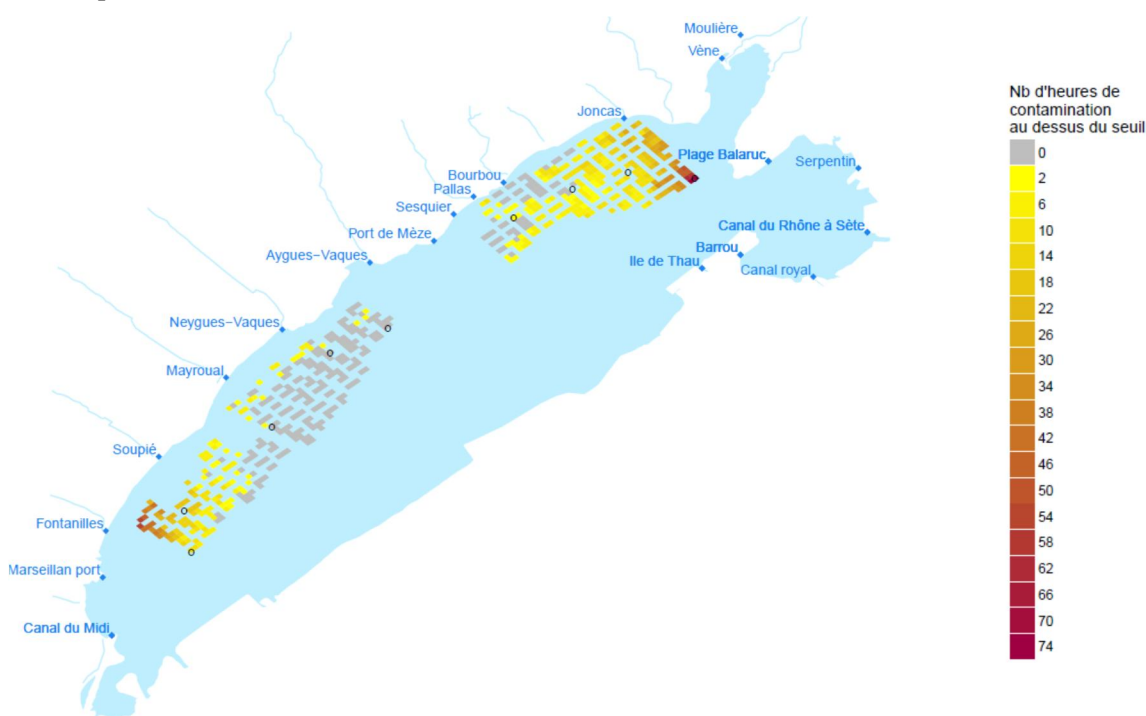 Moulière
Vène
Joncas
Plage Balaruc
Serpentin
Bourbou
Pallas
Sesquier
Canal du Rhône à Sète
Port de Mèze
Barrou
Aygues−Vaques
Ile de Thau
Canal royal
Neygues−Vaques
Mayroual
Soupié
Fontanilles
Marseillan port
Canal du Midi
Nb d'heures de
contamination
au dessus du seuil
0
2
6
10
14
18
22
26
30
34
38
42
46
50
54
58
62
66
70
74